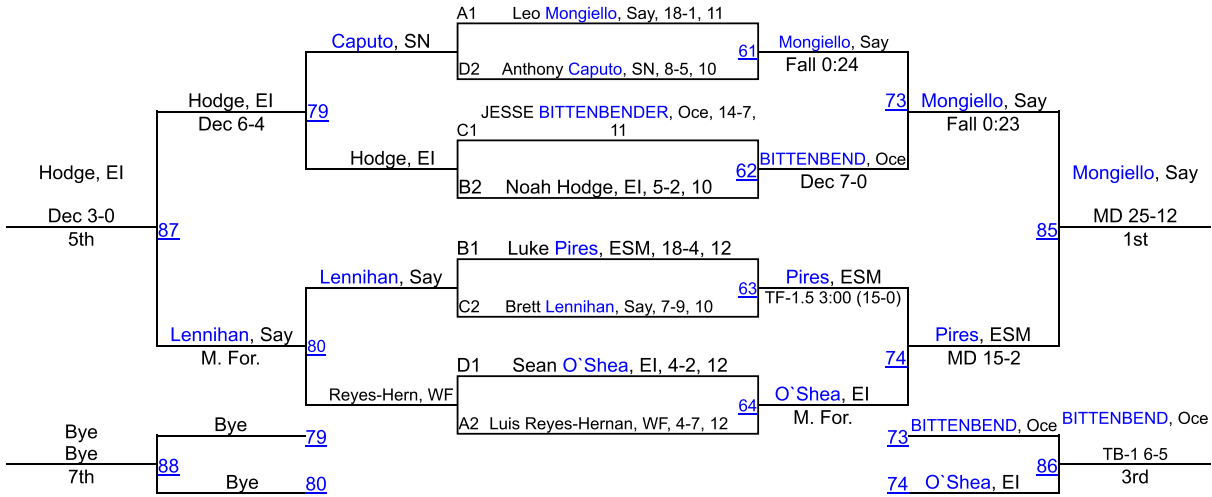 A1 Leo Mongiello, Say, 18-1, 11
Caputo, SN
61
Mongiello, Say
Fall 0:24
D2 Anthony Caputo, SN, 8-5, 10
Hodge, EI
Dec 6-4
79
73
Mongiello, Say
Fall 0:23
JESSE BITTENBENDER, Oce, 14-7,
C1 11
Hodge, EI
62
BITTENBEND, Oce
Dec 7-0
B2 Noah Hodge, EI, 5-2, 10
Hodge, EI
Dec 3-0
5th
87
85
Mongiello, Say
MD 25-12
1st
B1 Luke Pires, ESM, 18-4, 12
Lennihan, Say
63
Pires, ESM
TF-1.5 3:00 (15-0)
C2 Brett Lennihan, Say, 7-9, 10
Lennihan, Say
M. For.
80
74
Pires, ESM
MD 15-2
D1 Sean O`Shea, EI, 4-2, 12
Reyes-Hern, WF
64
O`Shea, EI
M. For.
A2 Luis Reyes-Hernan, WF, 4-7, 12
Bye
Bye
7th
Bye
79
88
Bye
80
73
BITTENBEND, Oce
BITTENBEND, Oce
86
TB-1 6-5
3rd
74
O`Shea, EI